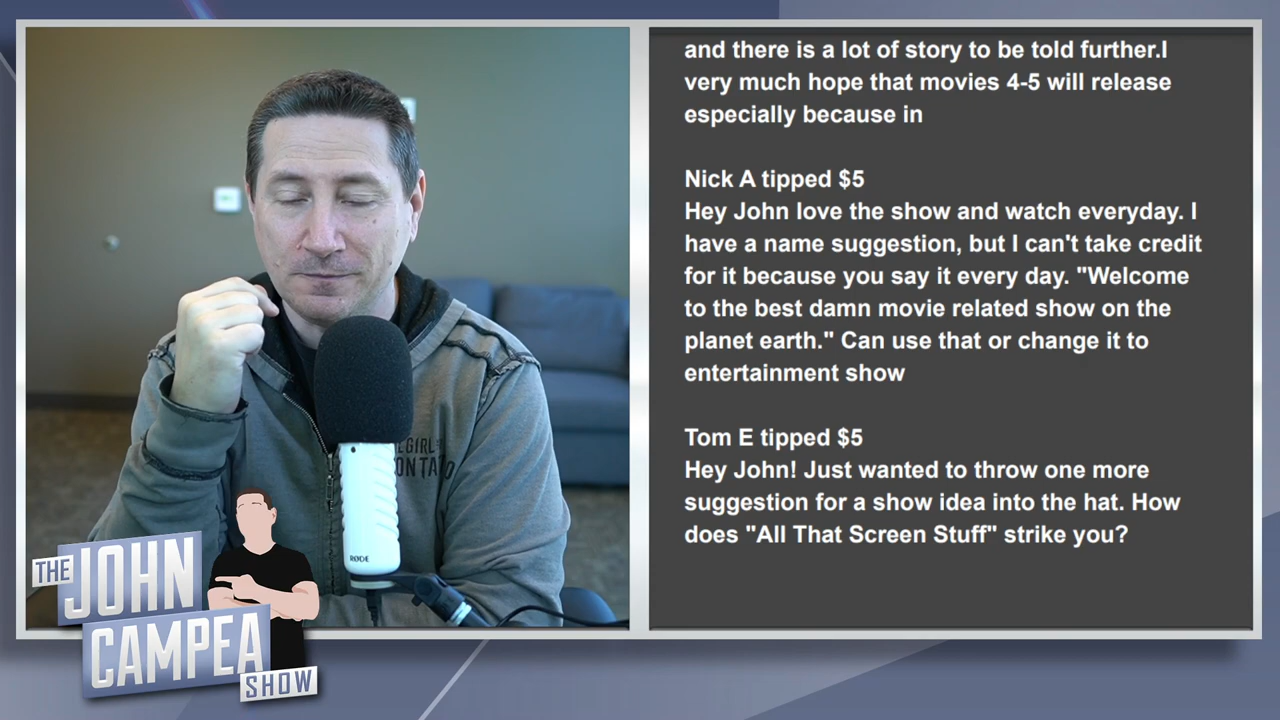 and there is a lot of story to be told further.I
very much hope that movies 4-5 will release
especially because in
Nick A tipped $5
Hey John love the show and watch everyday. I
have a name suggestion, but I can't take credit
for it because you say it every day. "Welcome
to the best damn movie related show on the
planet earth." Can use that or change it to
entertainment show
Tom E tipped $5
Hey John! Just wanted to throw one more
suggestion for a show idea into the hat. How
does "All That Screen Stuff" strike you?
RØDE
THE
JOHN
CAMPEA
SHOW